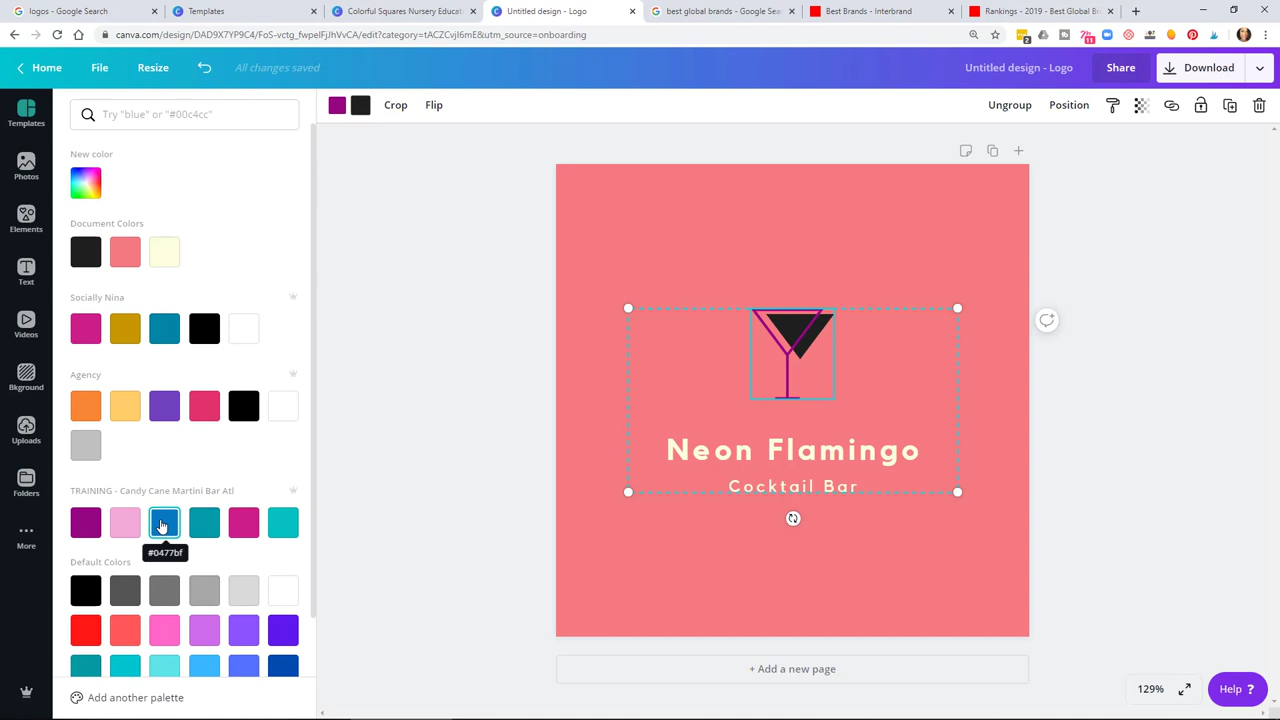 logos - Google Search
Templates
Colorful Squares Nursery Educat
Untitled design - Logo
best global brands - Google Sea
Best Brands - Interbrand
Rankings - 2019 - Best Global Br
canva.com/design/DAD9X7YP9C4/FoS-vctg_fwpeIFjJhVvCA/edit?category=tACZCvjI6mE&utm_source=onboarding
Home
File
Resize
All changes saved
Untitled design - Logo
Share
Download
Templates
Photos
Elements
Text
Videos
Bkground
Uploads
Folders
More
Try "blue" or "#00c4cc"
New color
Document Colors
Socially Nina
Agency
TRAINING - Candy Cane Martini Bar Atl
#0477bf
Default Colors
Add another palette
Crop
Flip
Ungroup
Position
Neon Flamingo
Cocktail Bar
+ Add a new page
129%
Help ?